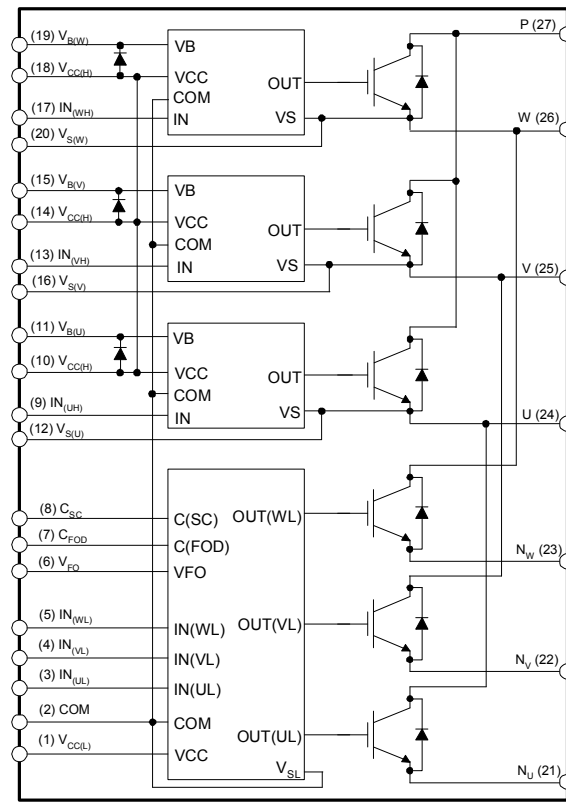 (19) VB(W)
VB
P (27)
(18) VCC(H)
VCC
OUT
COM
(17) IN(WH)
IN
VS
W (26)
(20) VS(W)
(15) VB(V)
VB
(14) VCC(H)
VCC
OUT
COM
(13) IN(VH)
IN
VS
V (25)
(16) VS(V)
(11) VB(U)
VB
(10) VCC(H)
VCC
OUT
COM
(9) IN(UH)
IN
VS
U (24)
(12) VS(U)
(8) CSC
C(SC)
OUT(WL)
(7) CFOD
C(FOD)
NW (23)
(6) VFO
VFO
(5) IN(WL)
IN(WL)
OUT(VL)
(4) IN(VL)
IN(VL)
NV (22)
(3) IN(UL)
IN(UL)
(2) COM
COM
OUT(UL)
(1) VCC(L)
VCC
VSL
NU (21)